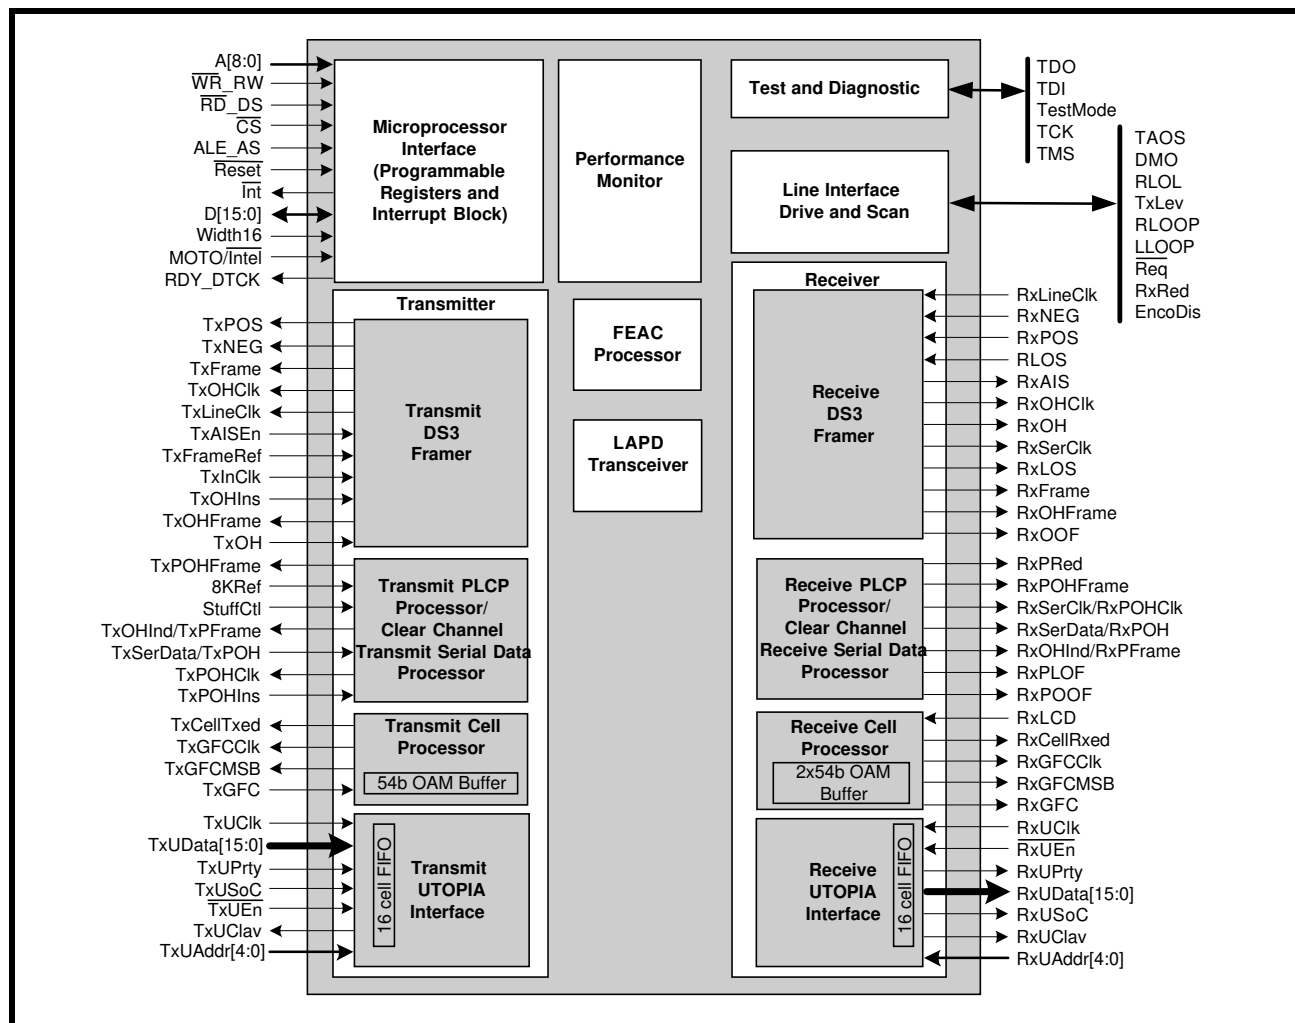 A[8:0]
WR_RW
RD_DS
CS
ALE_AS
Reset
Int
D[15:0]
Width16
MOTO/Intel
RDY_DTCK
Microprocessor
Interface
(Programmable
Registers and
Interrupt Block)
Performance
Monitor
Test and Diagnostic
TDO
TDI
TestMode
TCK
TMS
Line Interface
Drive and Scan
TAOS
DMO
RLOL
TxLev
RLOOP
LLOOP
Req
RxRed
EncoDis
Transmitter
TxPOS
TxNEG
TxFrame
TxOHClk
TxLineClk
TxAISEn
TxFrameRef
TxInClk
TxOHIns
TxOHFrame
TxOH
Transmit
DS3
Framer
FEAC
Processor
LAPD
Transceiver
Receiver
Receive
DS3
Framer
RxLineClk
RxNEG
RxPOS
RLOS
RxAIS
RxOHClk
RxOH
RxSerClk
RxLOS
RxFrame
RxOHFrame
RxOOF
TxPOHFrame
8KRef
StuffCtl
TxOHInd/TxPFrame
TxSerData/TxPOH
TxPOHClk
TxPOHIns
Transmit PLCP
Processor/
Clear Channel
Transmit Serial Data
Processor
Receive PLCP
Processor/
Clear Channel
Receive Serial Data
Processor
RxPRed
RxPOHFrame
RxSerClk/RxPOHClk
RxSerData/RxPOH
RxOHInd/RxPFrame
RxPLOF
RxPOOF
TxCellTxed
TxGFCClk
TxGFCMSB
TxGFC
Transmit Cell
Processor
54b OAM Buffer
Receive Cell
Processor
2x54b OAM
Buffer
RxLCD
RxCellRxed
RxGFCClk
RxGFCMSB
RxGFC
TxUClk
TxUData[15:0]
TxUPrty
TxUSoC
TxUEn
TxUClav
TxUAddr[4:0]
16 cell FIFO
Transmit
UTOPIA
Interface
Receive
UTOPIA
Interface
16 cell FIFO
RxUClk
RxUEn
RxUPrty
RxUData[15:0]
RxUSoC
RxUClav
RxUAddr[4:0]